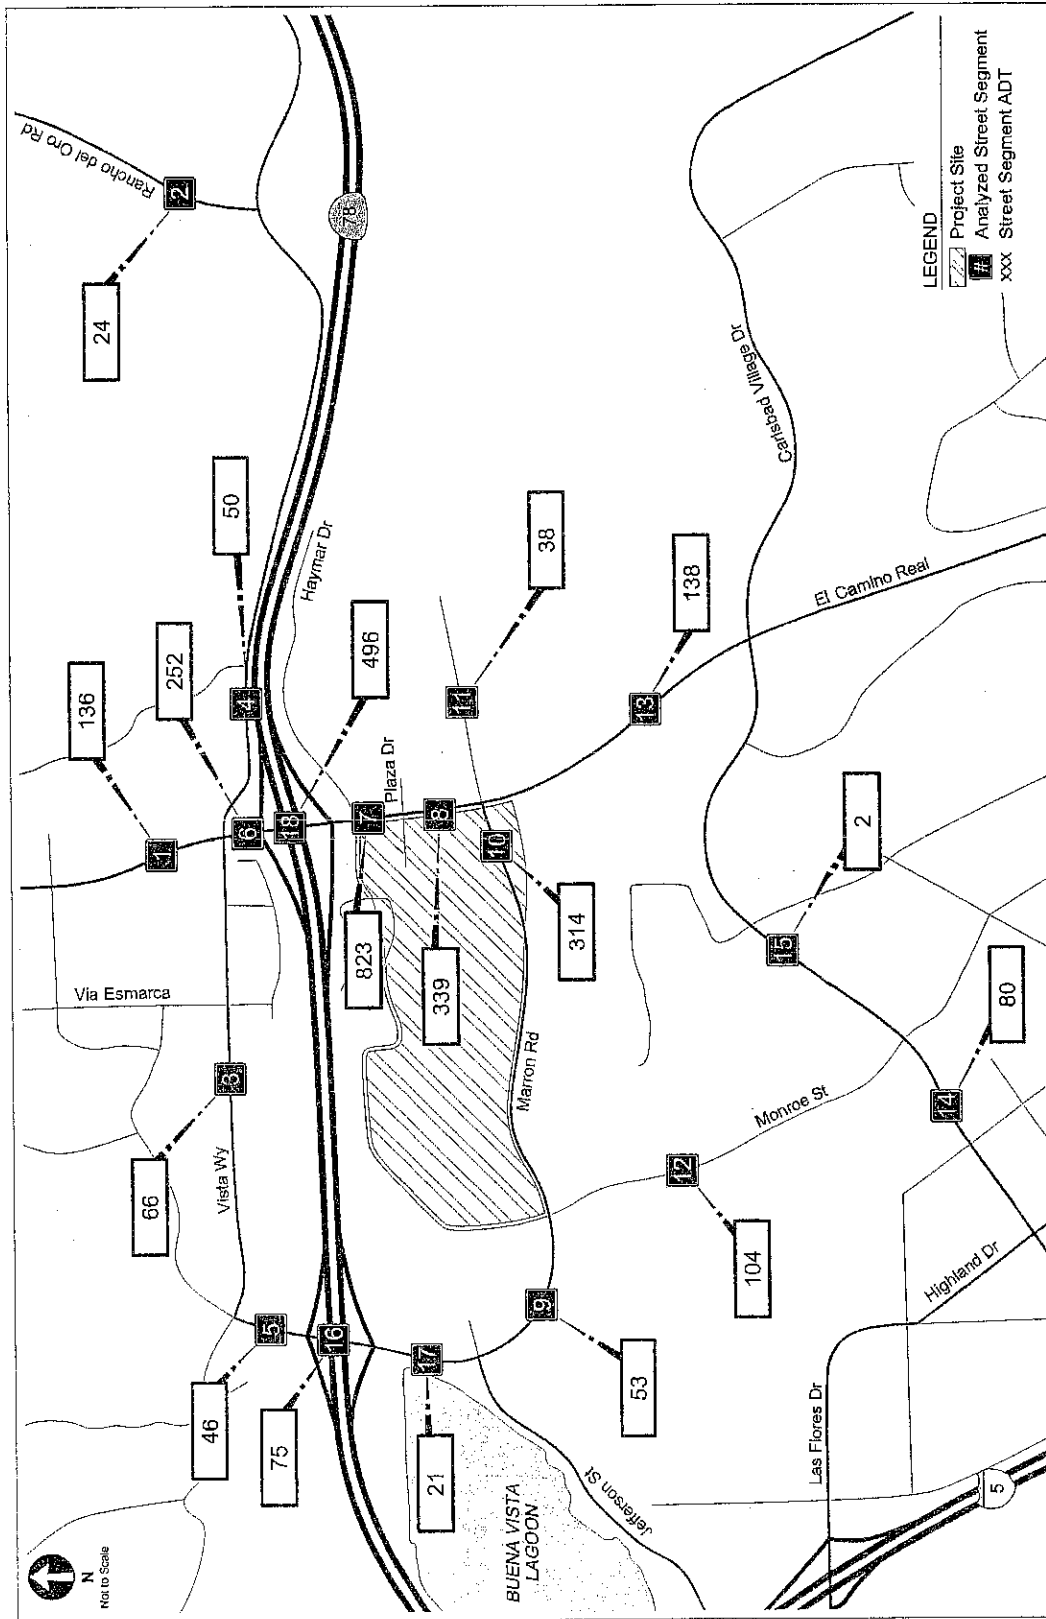 N
Not to Scale
Rancho del Oro Rd
2
24
78
136
252
50
1
6
4
18
496
Haymar Dr
Via Esmarca
3
66
Vista Wy
Plaza Dr
7
823
8
339
10
314
11
38
13
138
El Camino Real
Carlsbad Village Dr
Marron Rd
5
46
16
75
17
21
9
53
12
104
Monroe St
15
2
14
80
BUENA VISTA
LAGOON
Jefferson St
Las Flores Dr
Highland Dr
5
LEGEND
Project Site
# Analyzed Street Segment
XXX Street Segment ADT